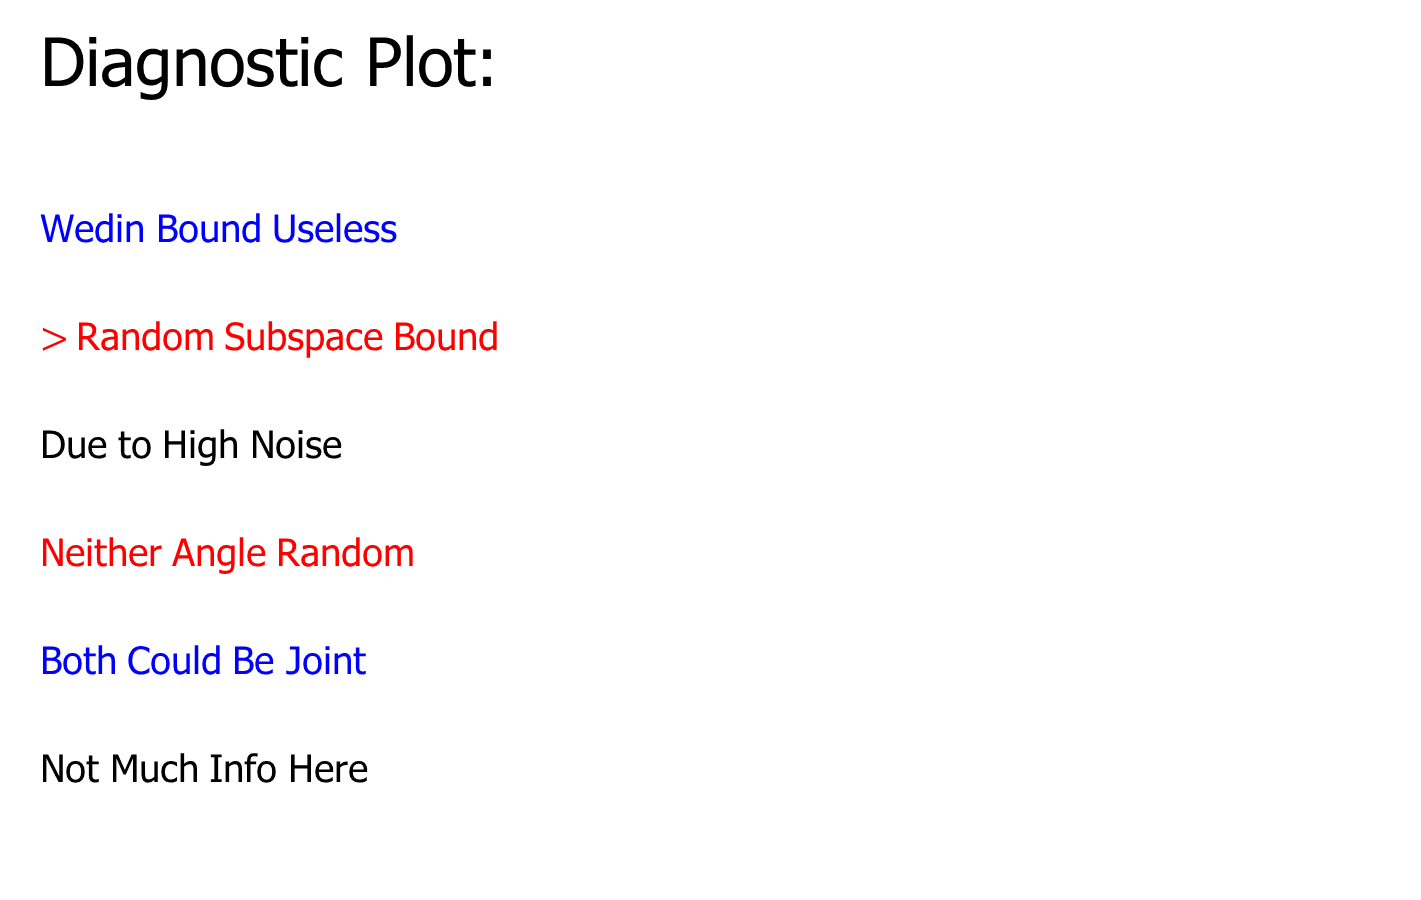 Diagnostic Plot:
Wedin Bound Useless
> Random Subspace Bound
Due to High Noise
Neither Angle Random
Both Could Be Joint
Not Much Info Here